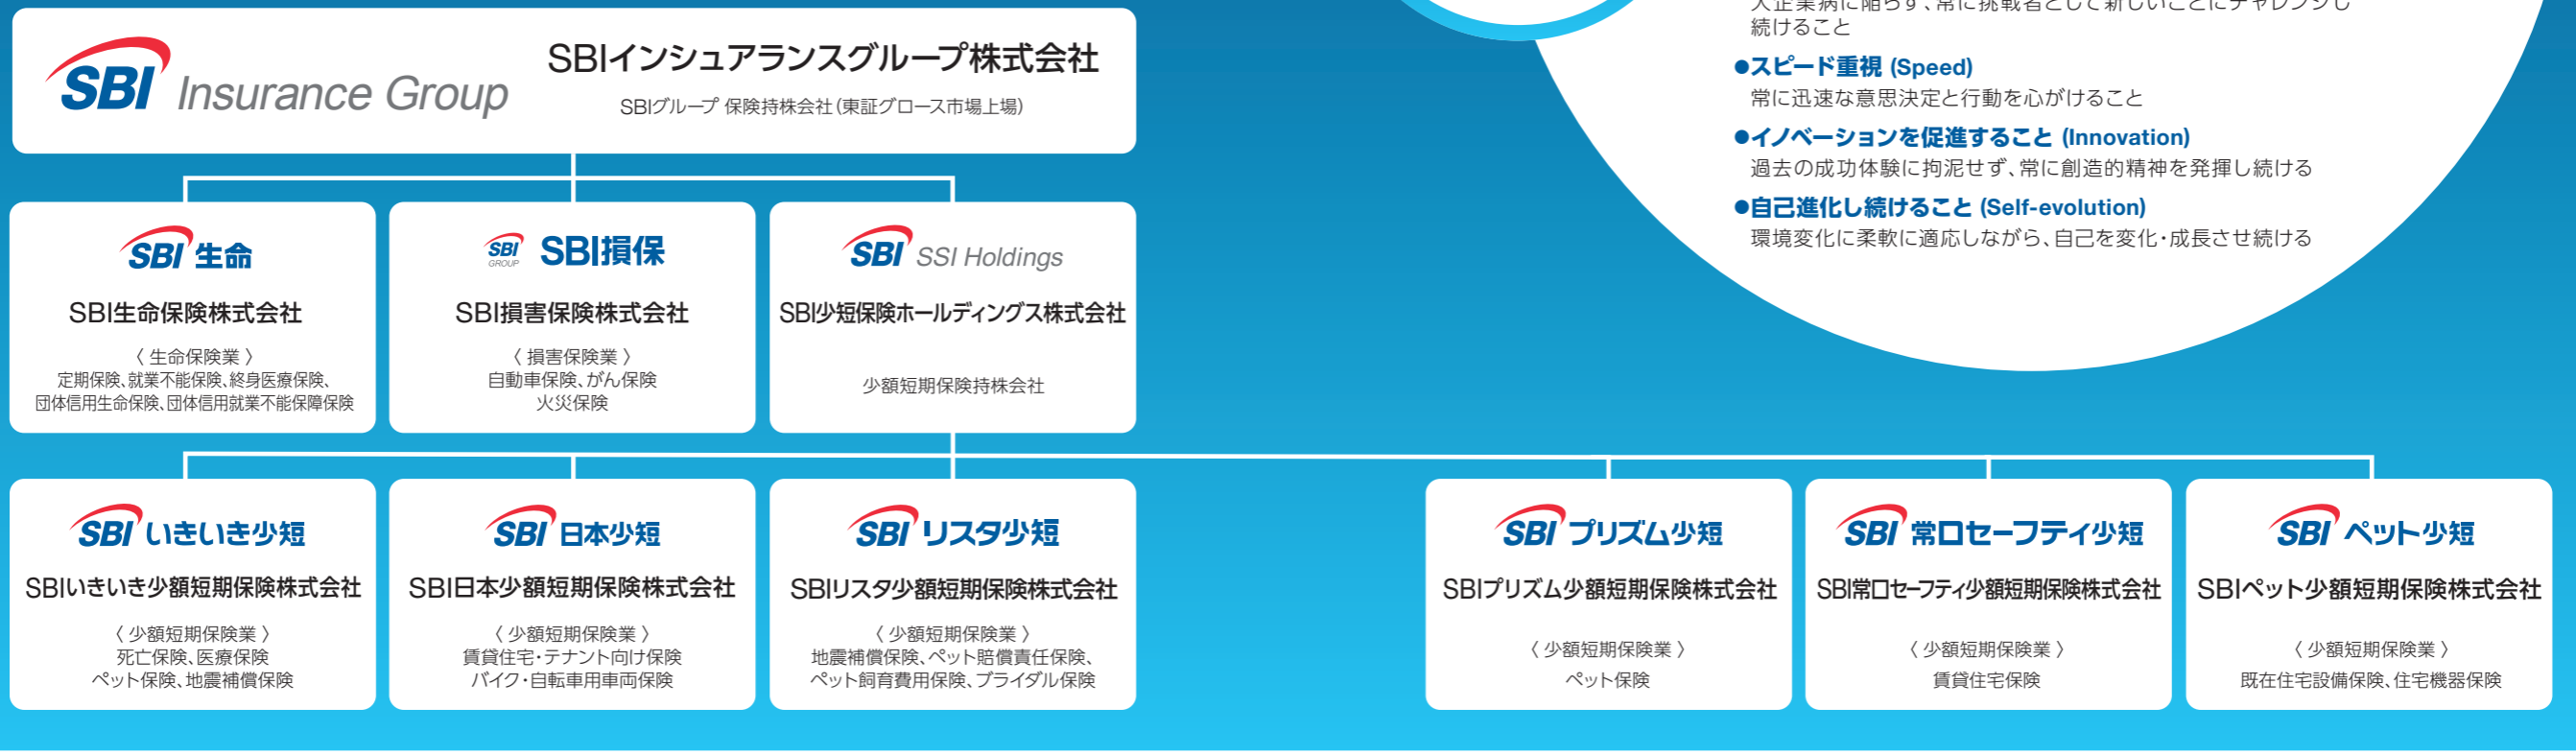 SBI Insurance Group
SBIインシュアランスグループ株式会社
SBIグループ 保険持株会社（東証グロース市場上場）
SBI 生命
SBI生命保険株式会社
〈 生命保険業 〉
定期保険、就業不能保険、終身医療保険、
団体信用生命保険、団体信用就業不能保障保険
SBI GROUP SBI損保
SBI損害保険株式会社
〈 損害保険業 〉
自動車保険、がん保険
火災保険
SBI SSI Holdings
SBI少短保険ホールディングス株式会社
少額短期保険持株会社
SBI いきいき少短
SBIいきいき少額短期保険株式会社
〈 少額短期保険業 〉
死亡保険、医療保険
ペット保険、地震補償保険
SBI 日本少短
SBI日本少額短期保険株式会社
〈 少額短期保険業 〉
賃貸住宅・テナント向け保険
バイク・自転車用車両保険
SBI リスタ少短
SBIリスタ少額短期保険株式会社
〈 少額短期保険業 〉
地震補償保険、ペット賠償責任保険、
ペット飼育費用保険、ブライダル保険
SBI プリズム少短
SBIプリズム少額短期保険株式会社
〈 少額短期保険業 〉
ペット保険
SBI 常口セーフティ少短
SBI常口セーフティ少額短期保険株式会社
〈 少額短期保険業 〉
賃貸住宅保険
SBI ペット少短
SBIペット少額短期保険株式会社
〈 少額短期保険業 〉
既在住宅設備保険、住宅機器保険
大企業病に陥らず、常に挑戦者として新しいことにチャレンジし
続けること
●スピード重視 (Speed)
常に迅速な意思決定と行動を心がけること
●イノベーションを促進すること (Innovation)
過去の成功体験に拘泥せず、常に創造的精神を発揮し続ける
●自己進化し続けること (Self-evolution)
環境変化に柔軟に適応しながら、自己を変化・成長させ続ける